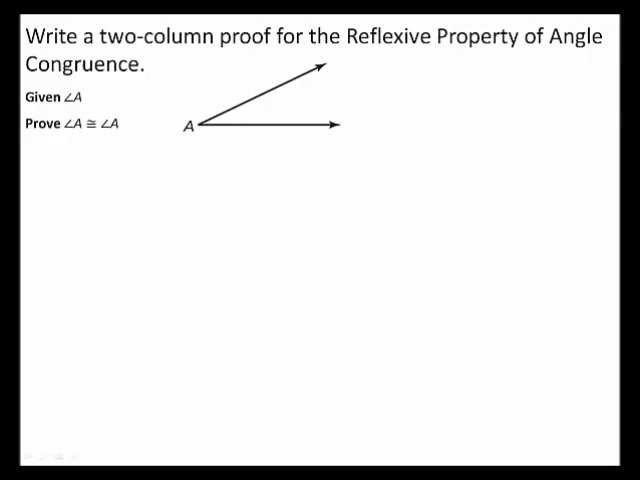 Write a two-column proof for the Reflexive Property of Angle
Congruence.
Given ∠A
Prove ∠A ≅ ∠A
A